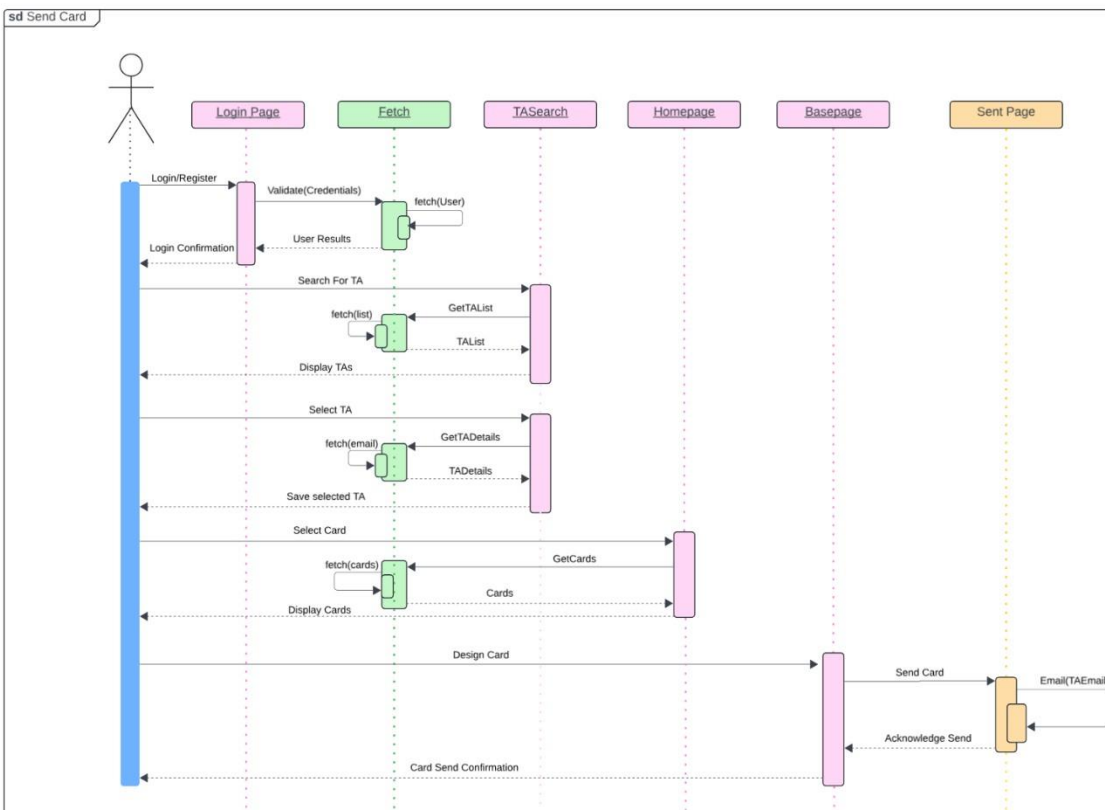 sd Send Card
Login Page
Fetch
TASearch
Homepage
Basepage
Sent Page
Login/Register
Validate(Credentials)
fetch(User)
User Results
Login Confirmation
Search For TA
GetTAList
fetch(list)
TAList
Display TAs
Select TA
GetTADetails
fetch(email)
TADetails
Save selected TA
Select Card
GetCards
fetch(cards)
Cards
Display Cards
Design Card
Send Card
Email(TAEmail
Acknowledge Send
Card Send Confirmation